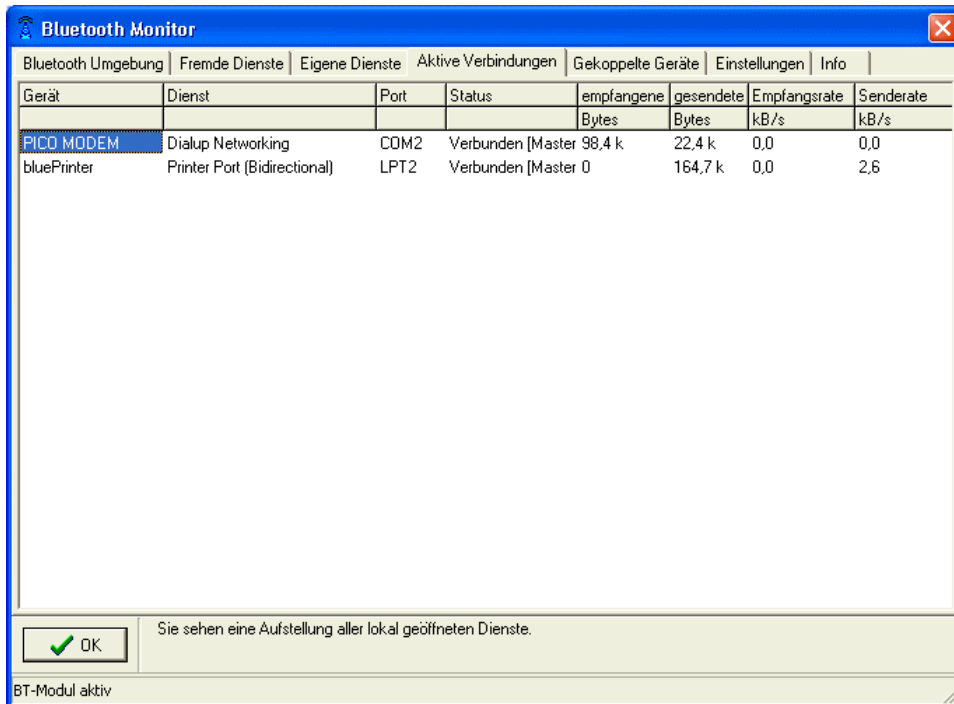 Bluetooth Monitor
Bluetooth Umgebung Fremde Dienste Eigene Dienste Aktive Verbindungen Gekoppelte Geräte Einstellungen Info
Gerät Dienst Port Status empfangene gesendete Empfangsrate Senderate
Bytes Bytes kB/s kB/s
PICO MODEM Dialup Networking COM2 Verbunden [Master 98,4 k 22,4 k 0,0 0,0
bluePrinter Printer Port (Bidirectional) LPT2 Verbunden [Master 0 164,7 k 0,0 2,6
Sie sehen eine Aufstellung aller lokal geöffneten Dienste.
OK
BT-Modul aktiv